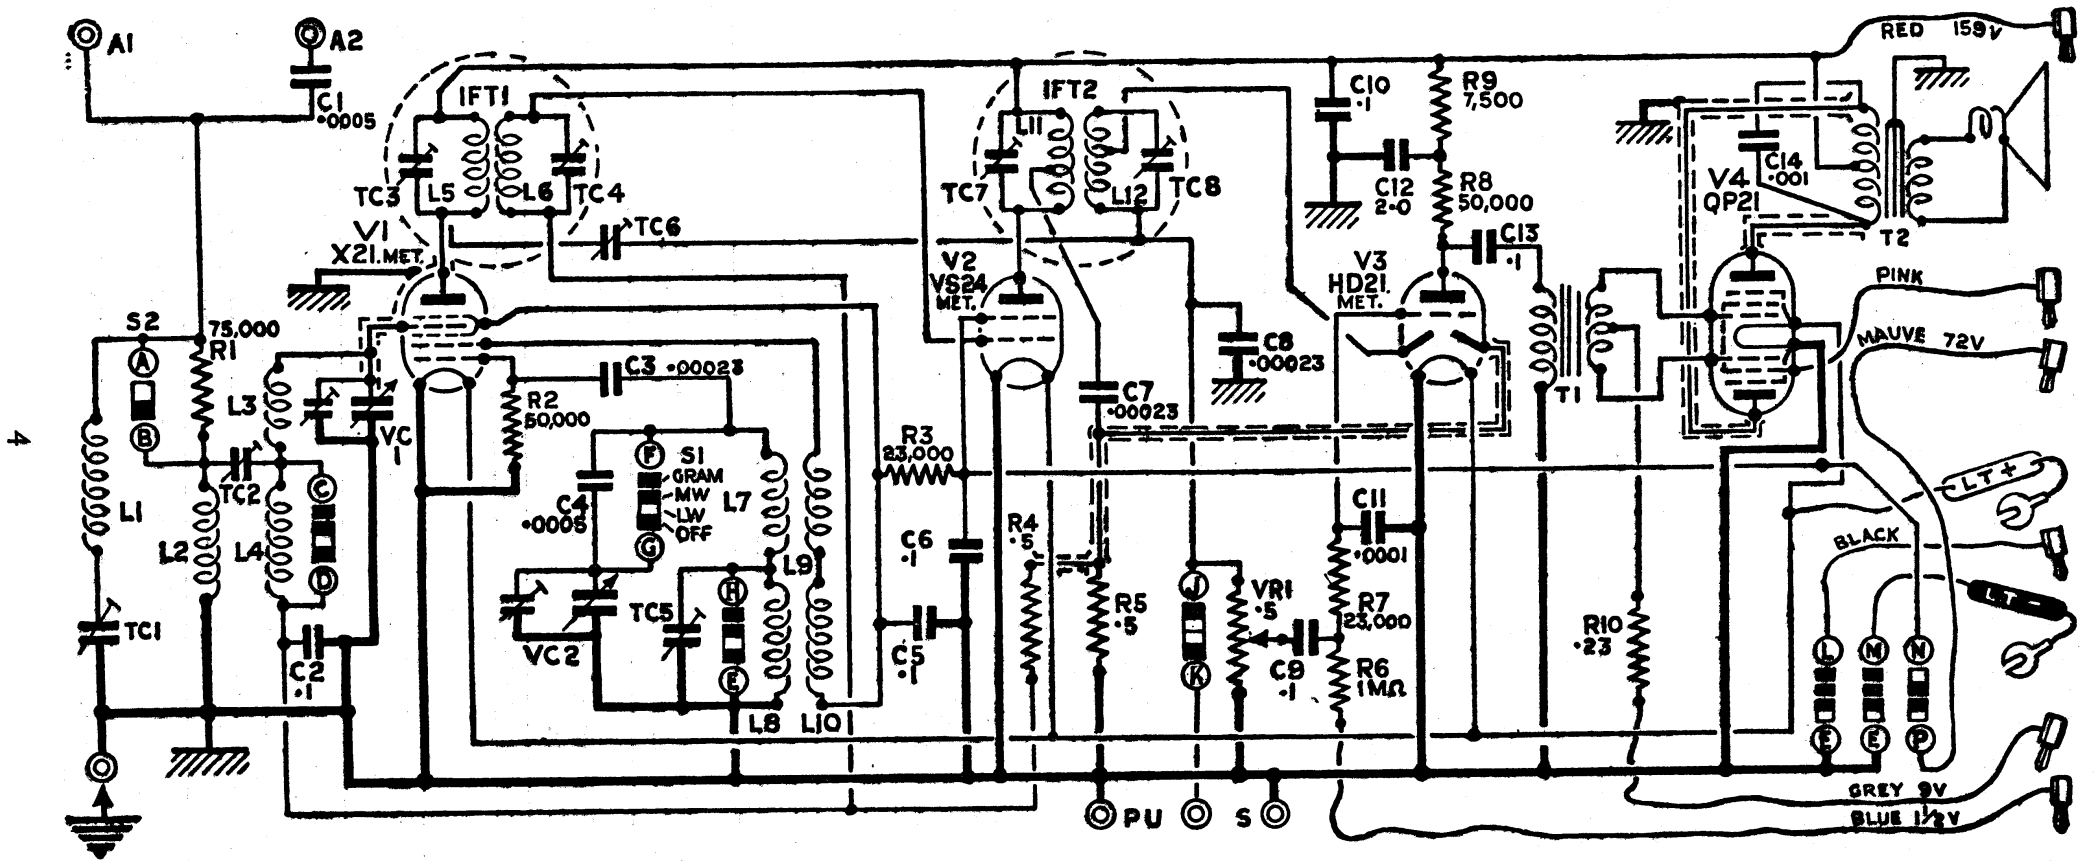 A1
A2
C1
.0005
IFT1
TC3
L5
L6
TC4
TC6
V1
X21.MET.
S2
A
B
75,000
R1
L3
VC
1
L1
L2
TC2
L4
C
D
TC1
C2
.1
R2
50,000
C3 .00023
C4
.0005
F
S1
GRAM
MW
LW
OFF
G
L7
L9
VC2
TC5
H
E
L8
L10
R3
23,000
C6
.1
C5
.1
IFT2
L11
TC7
L12
TC8
V2
VS24
MET.
C7
.00023
C8
.00023
R4
.5
R5
.5
J
K
VR1
.5
C9
.1
PU
S
C10
.1
C12
2.0
R9
7,500
R8
50,000
C13
.1
V3
HD21
MET.
C11
.0001
R7
23,000
R6
1MΩ
T1
R10
.23
V4
QP21
C14
.001
T2
RED 159V
PINK
MAUVE 72V
LT+
BLACK
LT-
L
M
N
E
E
P
GREY 9V
BLUE 1½V
4